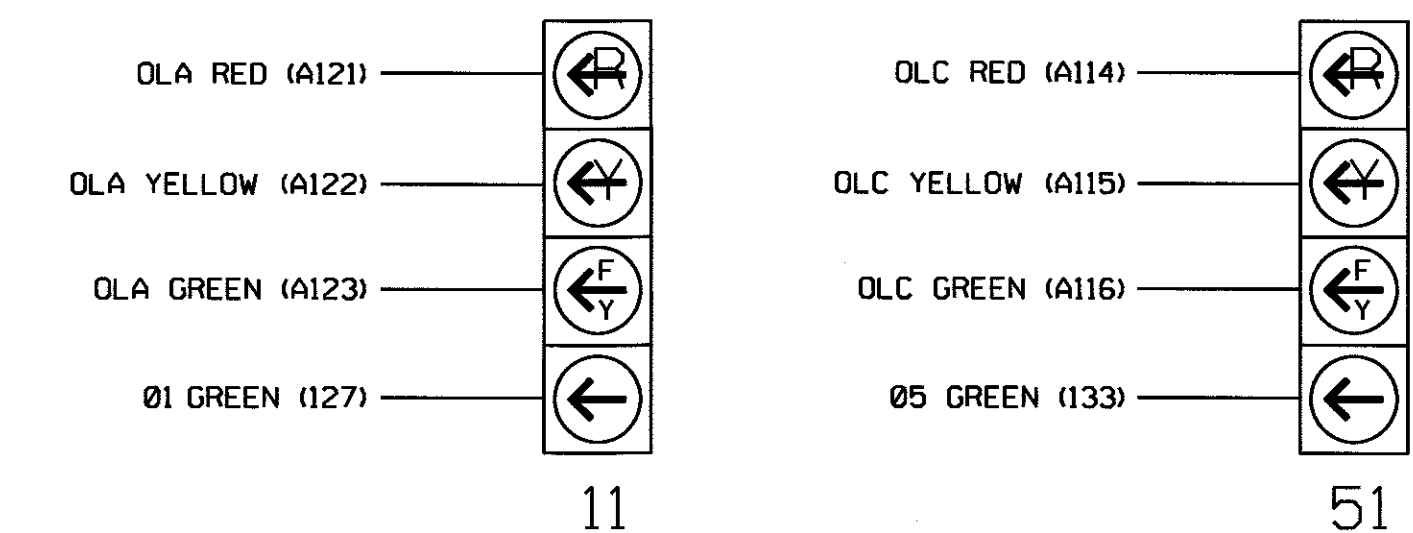 OLA RED (A121)
R
OLA YELLOW (A122)
Y
OLA GREEN (A123)
F
Y
Ø1 GREEN (127)
11
OLC RED (A114)
R
OLC YELLOW (A115)
Y
OLC GREEN (A116)
F
Y
Ø5 GREEN (133)
51